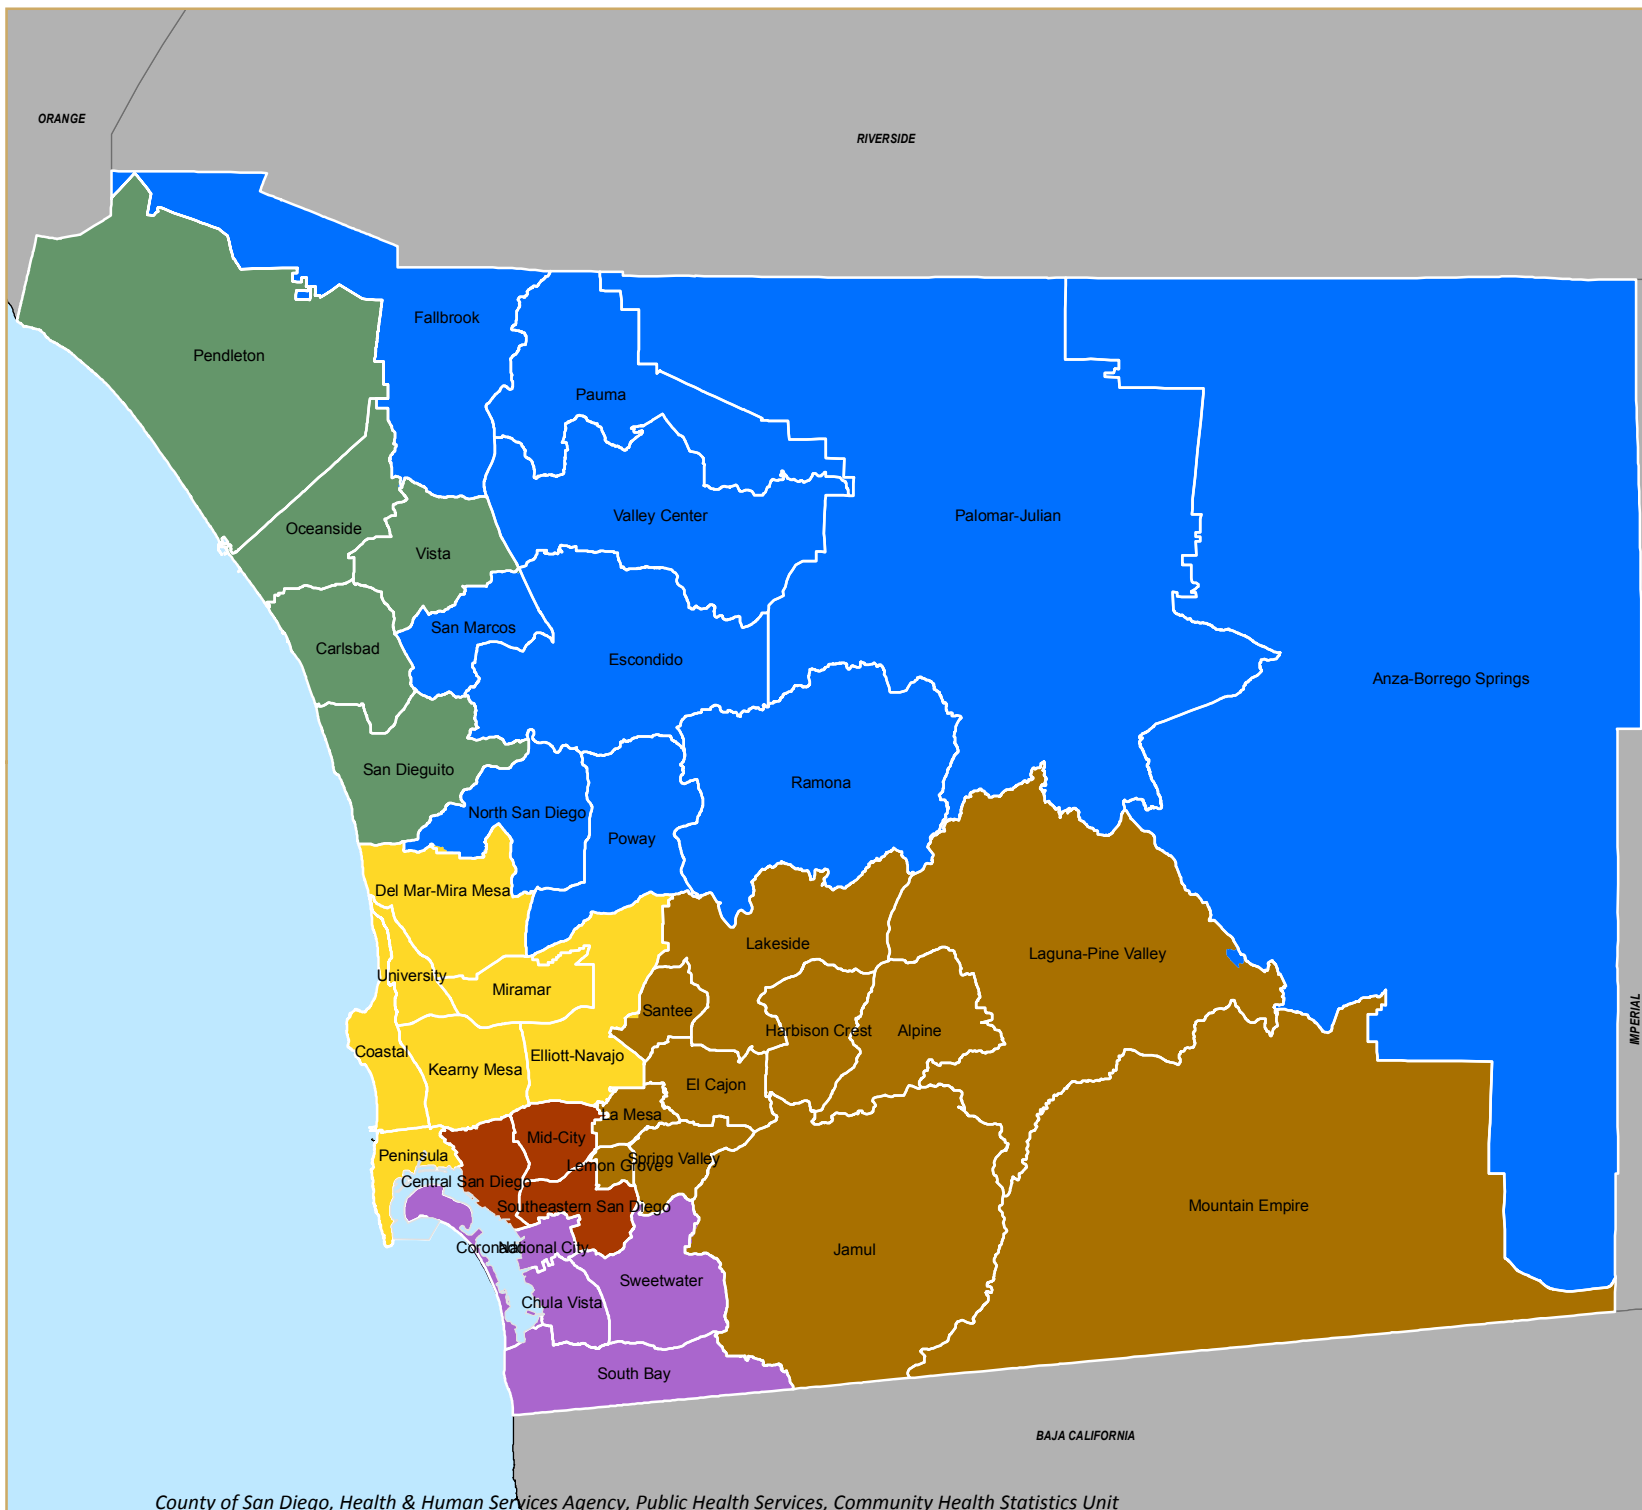 ORANGE
RIVERSIDE
Fallbrook
Pendleton
Pauma
Valley Center
Palomar-Julian
Oceanside
Vista
San Marcos
Carlsbad
Escondido
Anza-Borrego Springs
San Dieguito
Ramona
North San Diego
Poway
Del Mar-Mira Mesa
Lakeside
Laguna-Pine Valley
University
Miramar
Santee
IMPERIAL
Harbison Crest
Alpine
Coastal
Elliott-Navajo
Kearny Mesa
El Cajon
La Mesa
Mid-City
Peninsula
Lemon Grove
Spring Valley
Central San Diego
Southeastern San Diego
Mountain Empire
Coronado
National City
Jamul
Sweetwater
Chula Vista
South Bay
BAJA CALIFORNIA
County of San Diego, Health & Human Services Agency, Public Health Services, Community Health Statistics Unit